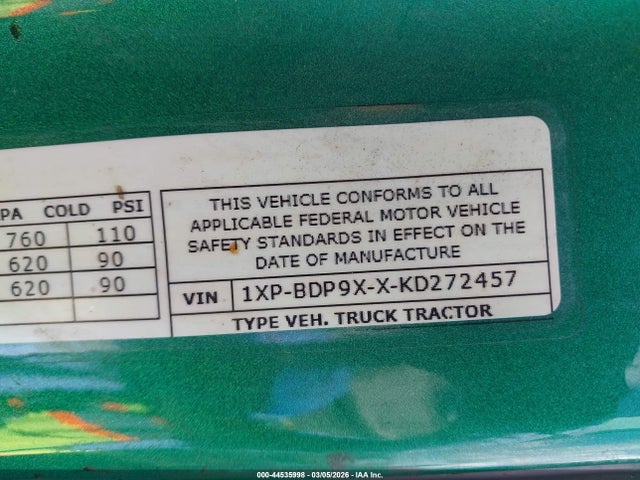 PA COLD PSI
760 110
620 90
620 90
THIS VEHICLE CONFORMS TO ALL
APPLICABLE FEDERAL MOTOR VEHICLE
SAFETY STANDARDS IN EFFECT ON THE
DATE OF MANUFACTURE
VIN 1XP-BDP9X-X-KD272457
TYPE VEH. TRUCK TRACTOR
000-44535998 - 03/05/2026 - IAA Inc.